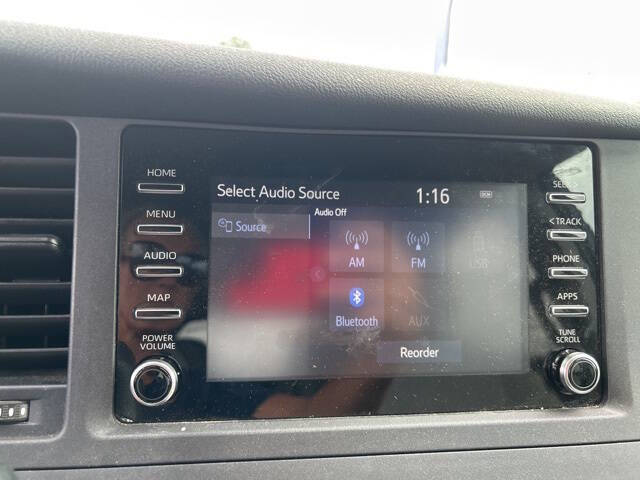 HOME
MENU
AUDIO
MAP
POWER
VOLUME
Select Audio Source
1:16
DCM
Source
Audio Off
AM
FM
USB
Bluetooth
AUX
Reorder
< TRACK
PHONE
APPS
TUNE
SCROLL